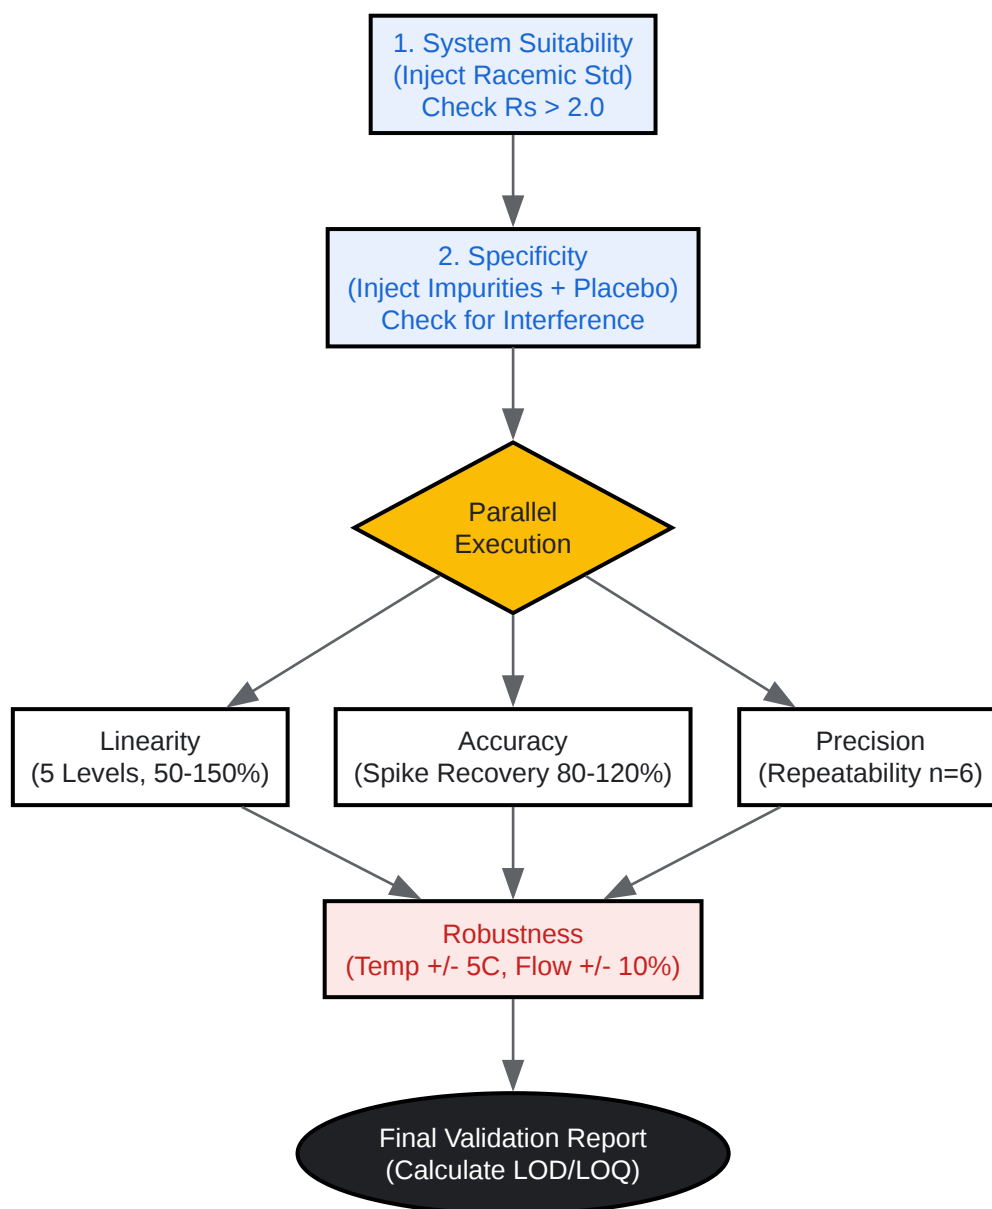 1. System Suitability
(Inject Racemic Std)
Check Rs > 2.0
2. Specificity
(Inject Impurities + Placebo)
Check for Interference
Parallel
Execution
Linearity
(5 Levels, 50-150%)
Accuracy
(Spike Recovery 80-120%)
Precision
(Repeatability n=6)
Robustness
(Temp +/- 5C, Flow +/- 10%)
Final Validation Report
(Calculate LOD/LOQ)